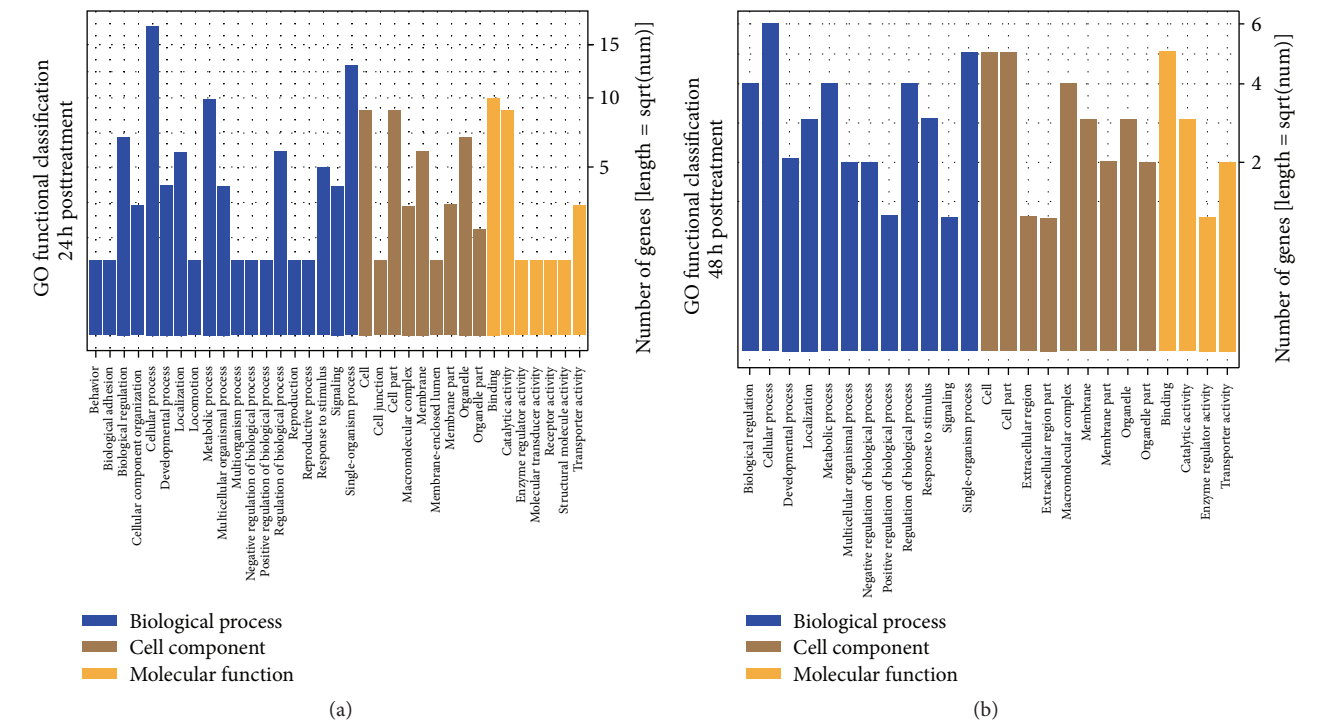 GO functional classification
24 h posttreatment
15
10
5
Number of genes [length = sqrt(num)]
Behavior
Biological adhesion
Biological regulation
Cellular component organization
Cellular process
Developmental process
Localization
Locomotion
Metabolic process
Multicellular organismal process
Multiorganism process
Negative regulation of biological process
Positive regulation of biological process
Regulation of biological process
Reproduction
Reproductive process
Response to stimulus
Signaling
Single-organism process
Cell
Cell junction
Cell part
Macromolecular complex
Membrane
Membrane-enclosed lumen
Membrane part
Organelle
Organelle part
Binding
Catalytic activity
Enzyme regulator activity
Molecular transducer activity
Receptor activity
Structural molecule activity
Transporter activity
Biological process
Cell component
Molecular function
(a)
GO functional classification
48 h posttreatment
6
4
2
Number of genes [length = sqrt(num)]
Biological regulation
Cellular process
Developmental process
Localization
Metabolic process
Multicellular organismal process
Negative regulation of biological process
Positive regulation of biological process
Regulation of biological process
Response to stimulus
Signaling
Single-organism process
Cell
Cell part
Extracellular region
Extracellular region part
Macromolecular complex
Membrane
Membrane part
Organelle
Organelle part
Binding
Catalytic activity
Enzyme regulator activity
Transporter activity
Biological process
Cell component
Molecular function
(b)